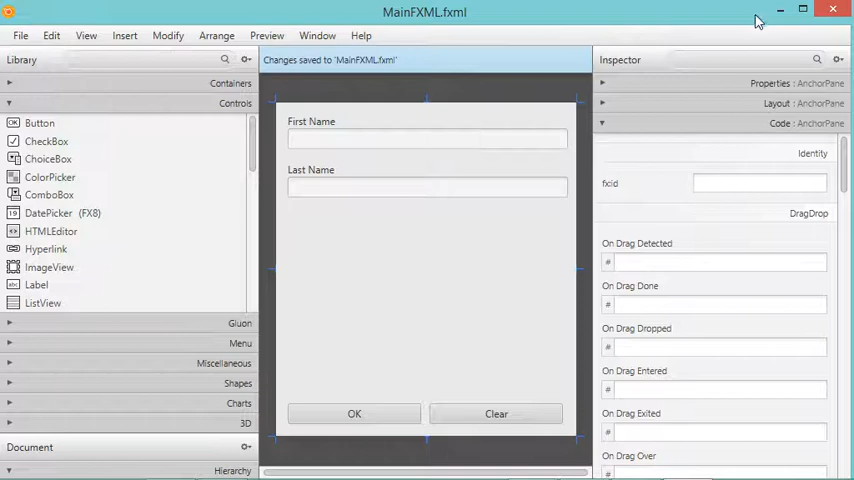 MainFXML.fxml
File Edit View Insert Modify Arrange Preview Window Help
Library
Containers
Controls
OK Button
CheckBox
ChoiceBox
ColorPicker
ComboBox
19 DatePicker (FX8)
HTMLEditor
Hyperlink
ImageView
Label
ListView
Gluon
Menu
Miscellaneous
Shapes
Charts
3D
Document
Hierarchy
Changes saved to 'MainFXML.fxml'
First Name
Last Name
OK Clear
Inspector
Properties : AnchorPane
Layout : AnchorPane
Code : AnchorPane
Identity
fx:id
DragDrop
On Drag Detected
#
On Drag Done
#
On Drag Dropped
#
On Drag Entered
#
On Drag Exited
#
On Drag Over
#